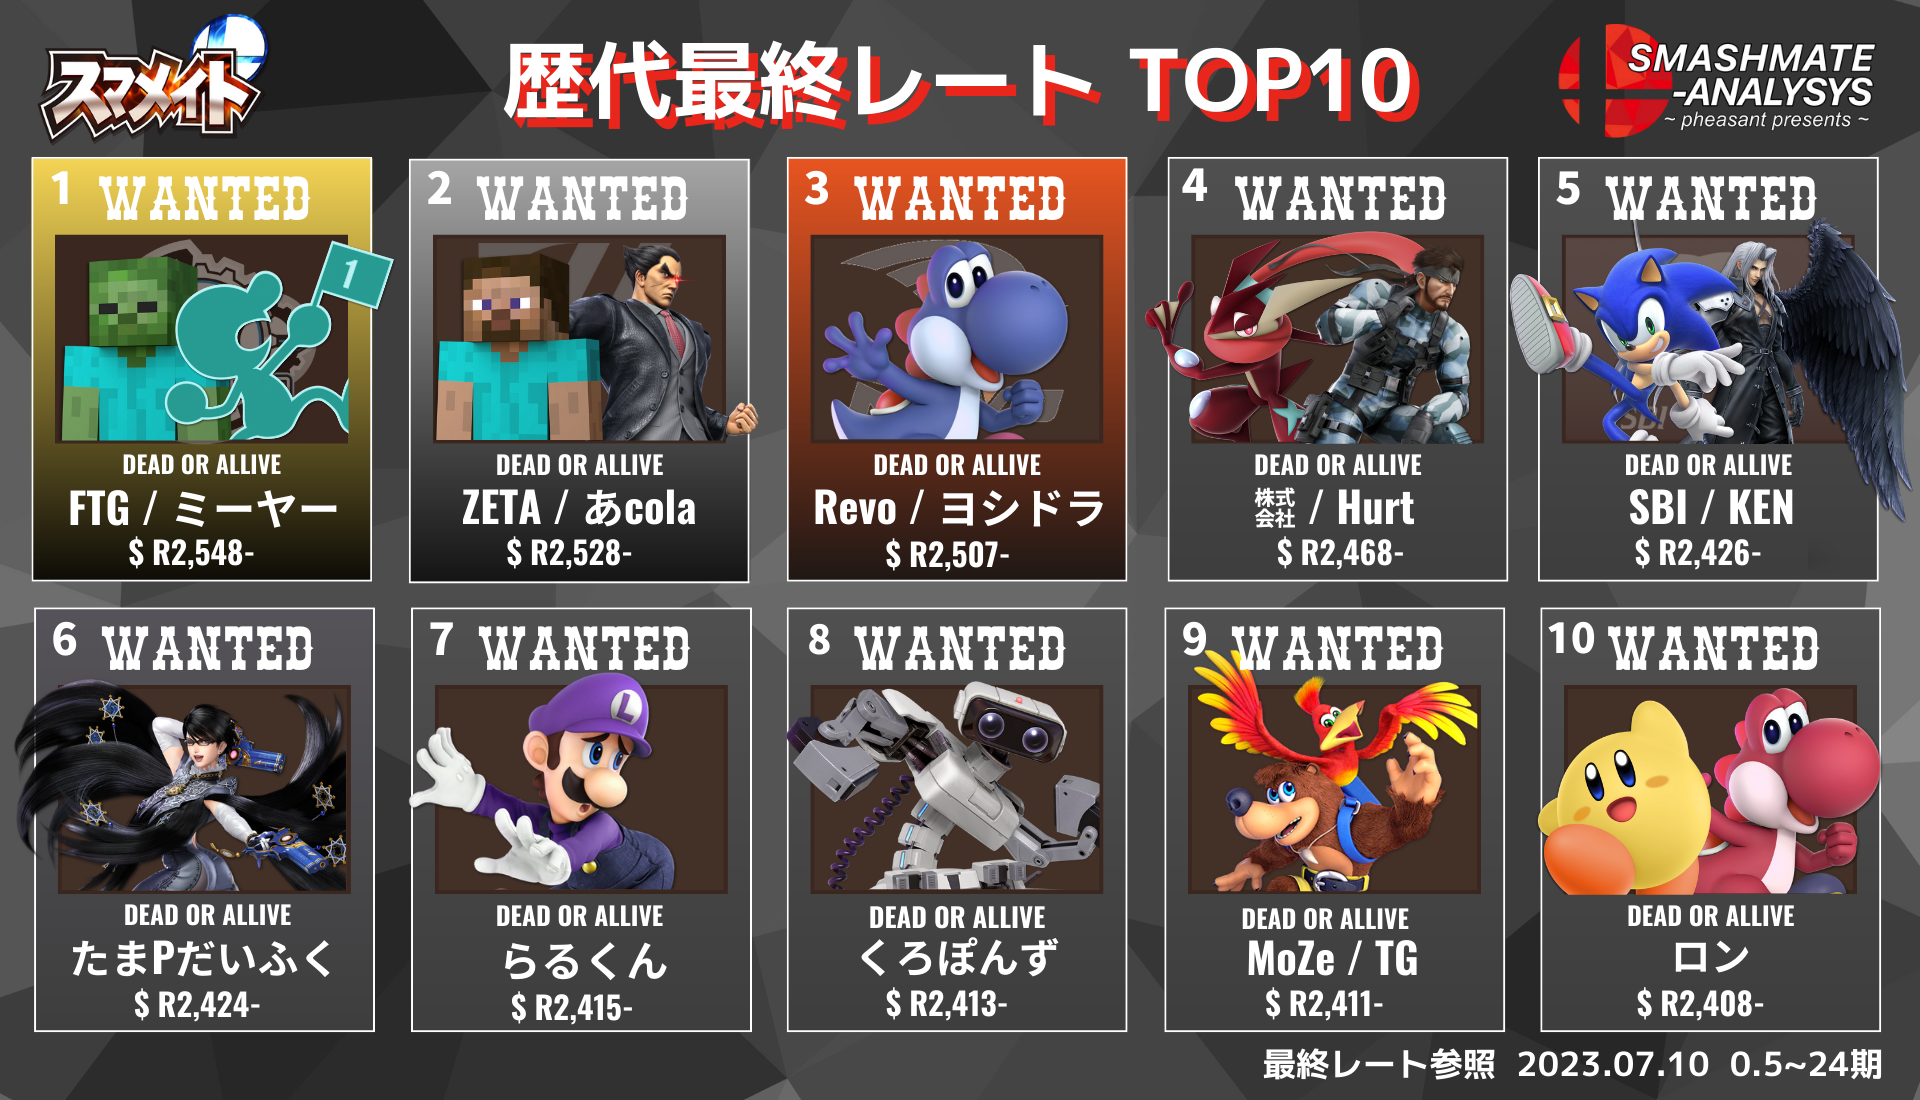 スマメイト
歴代最終レート TOP10
SMASHMATE
-ANALYSYS
~ pheasant presents ~
1 WANTED
1
DEAD OR ALLIVE
FTG / ミーヤー
$ R2,548-
2 WANTED
DEAD OR ALLIVE
ZETA / あcola
$ R2,528-
3 WANTED
DEAD OR ALLIVE
Revo / ヨシドラ
$ R2,507-
4 WANTED
DEAD OR ALLIVE
株式会社 / Hurt
$ R2,468-
5 WANTED
SBI
DEAD OR ALLIVE
SBI / KEN
$ R2,426-
6 WANTED
DEAD OR ALLIVE
たまPだいふく
$ R2,424-
7 WANTED
L
DEAD OR ALLIVE
らるくん
$ R2,415-
8 WANTED
DEAD OR ALLIVE
くろぽんず
$ R2,413-
9 WANTED
DEAD OR ALLIVE
MoZe / TG
$ R2,411-
10 WANTED
DEAD OR ALLIVE
ロン
$ R2,408-
最終レート参照 2023.07.10 0.5~24期